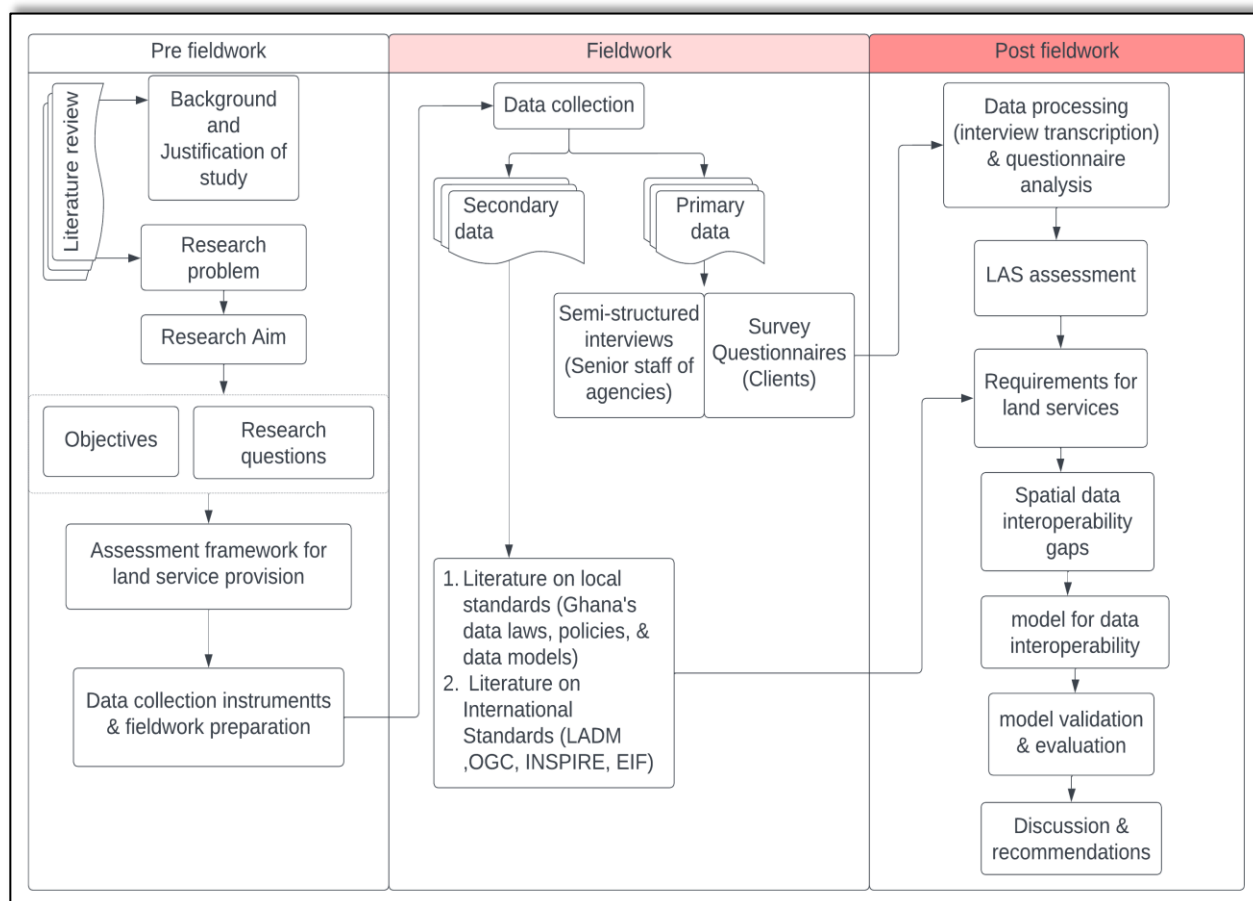 Pre fieldwork
Fieldwork
Post fieldwork
Literature review
Background
and
Justification of
study
Research
problem
Research Aim
Objectives
Research
questions
Assessment framework for
land service provision
Data collection instrumentts
& fieldwork preparation
Data collection
Secondary
data
Primary
data
Semi-structured
interviews
(Senior staff of
agencies)
Survey
Questionnaires
(Clients)
1. Literature on local
standards (Ghana's
data laws, policies, &
data models)
2. Literature on
International
Standards (LADM
,OGC, INSPIRE, EIF)
Data processing
(interview transcription)
& questionnaire
analysis
LAS assessment
Requirements for
land services
Spatial data
interoperability
gaps
model for data
interoperability
model validation
& evaluation
Discussion &
recommendations